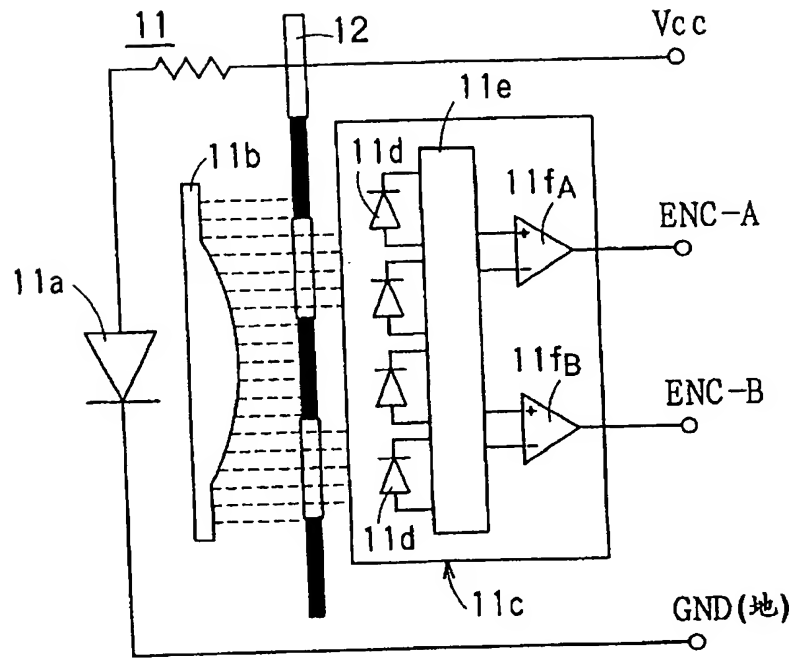 11
12
Vcc
11e
11b
11d
11fA
ENC-A
11a
11fB
ENC-B
11d
11c
GND(地)